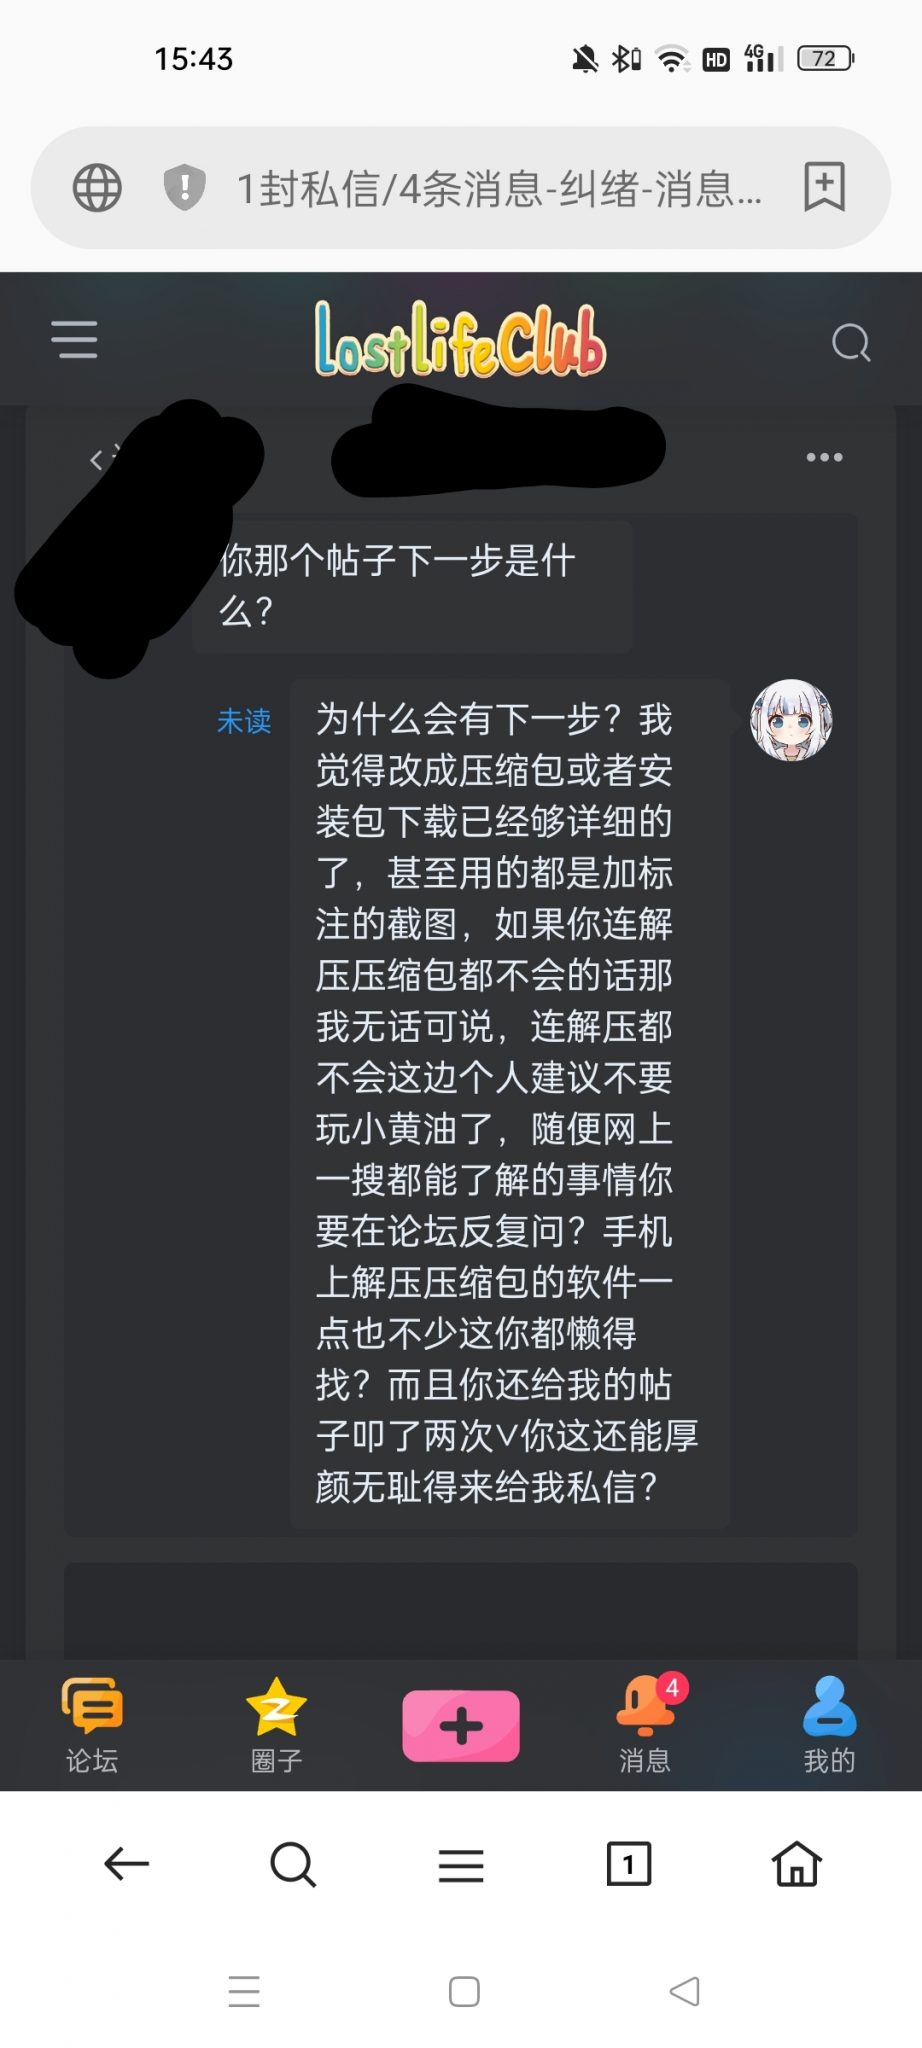 15:43
HD
4G
72
1封私信/4条消息-纠绪-消息...
LostLifeClub
你那个帖子下一步是什
么？
未读
为什么会有下一步？我
觉得改成压缩包或者安
装包下载已经够详细的
了，甚至用的都是加标
注的截图，如果你连解
压压缩包都不会的话那
我无话可说，连解压都
不会这边个人建议不要
玩小黄油了，随便网上
一搜都能了解的事情你
要在论坛反复问？手机
上解压压缩包的软件一
点也不少这你都懒得
找？而且你还给我的帖
子叩了两次∨你这还能厚
颜无耻得来给我私信？
4
论坛
圈子
消息
我的
1